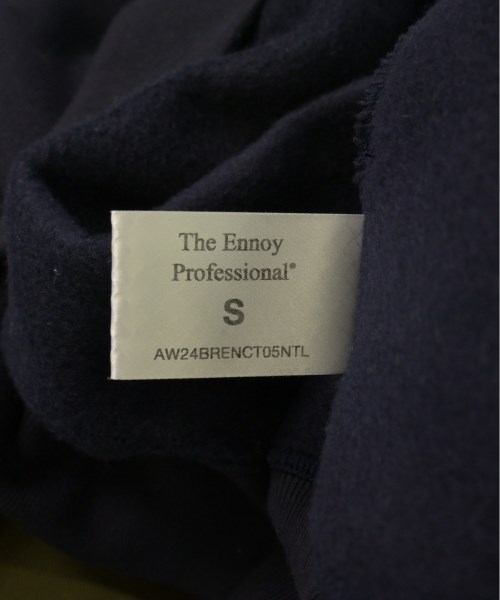 The Ennoy
Professional®
S
AW24BRENCT05NTL